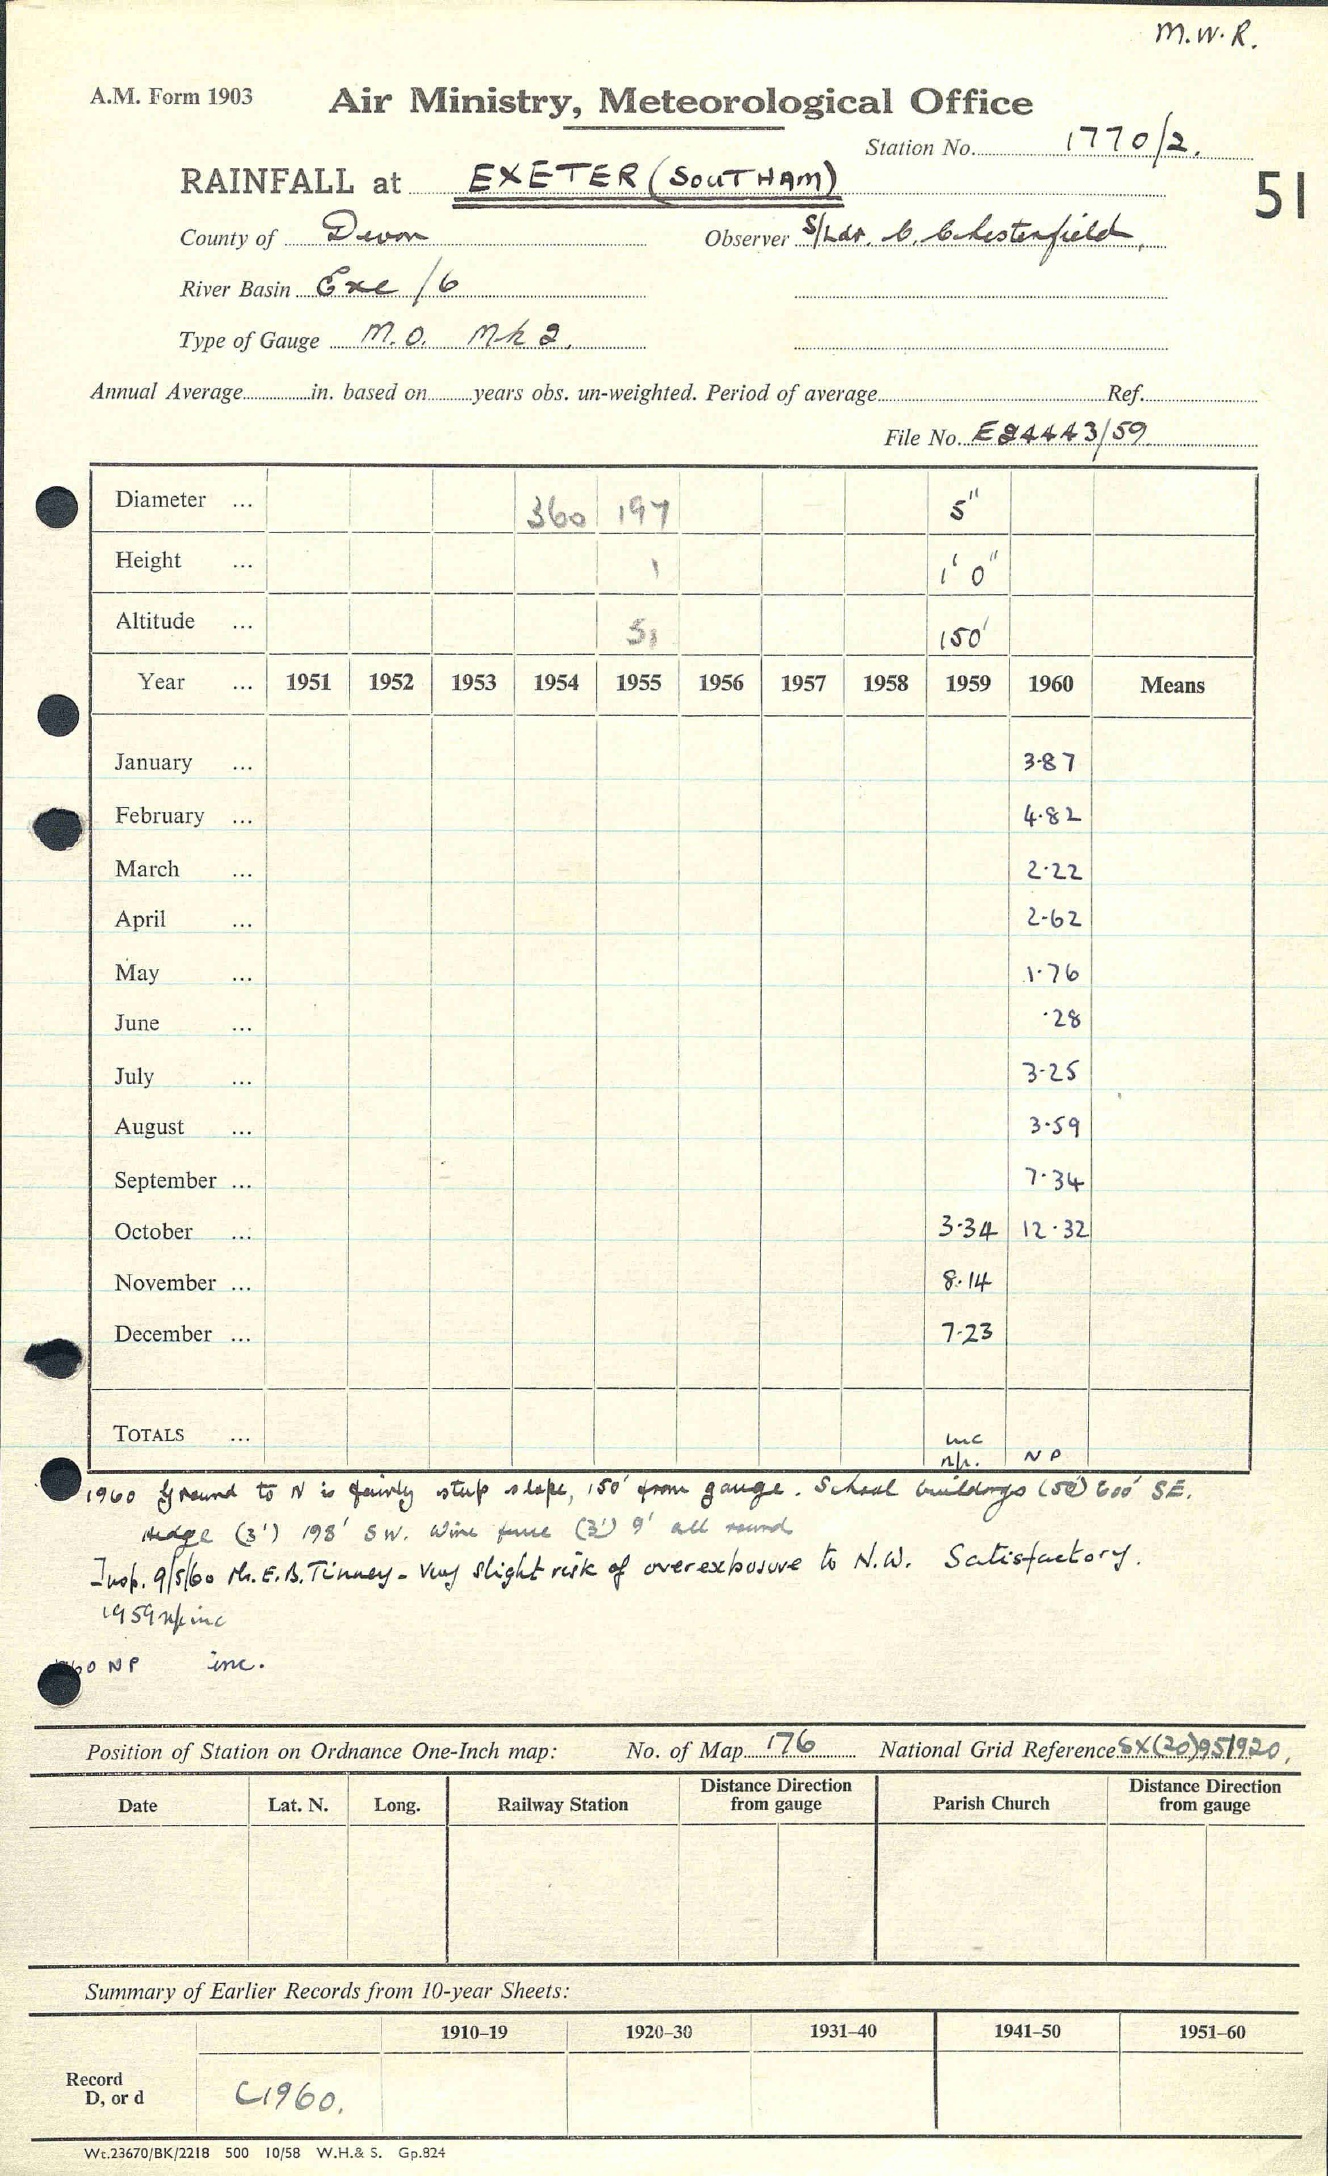 M.W.R.
A.M. Form 1903 Air Ministry, Meteorological Office
Station No. 1770/2.
RAINFALL at EXETER (SOUTHAM)
51
County of Devon Observer S/Ldr. C. Chesterfield,
River Basin Exe /6
Type of Gauge M.O. Mk 2.
Annual Average in. based on years obs. un-weighted. Period of average Ref.
File No. E84443/59
Diameter ... 360 197 5"
Height ... 1 1' 0"
Altitude ... 51 150'
Year ... 1951 1952 1953 1954 1955 1956 1957 1958 1959 1960 Means
January ... 3·87
February ... 4·82
March ... 2·22
April ... 2·62
May ... 1·76
June ... ·28
July ... 3·25
August ... 3·59
September ... 7·34
October ... 3·34 12·32
November ... 8·14
December ... 7·23
TOTALS ... inc
np. NP
1960 Ground to N is fairly steep slope, 150' from gauge. School buildings (50') 600' SE.
Hedge (3') 198' SW. Wire fence (3') 9' all round
Insp. 9/5/60 Mr. E.B. Tinney - Very slight risk of overexposure to N.W. Satisfactory.
1959 np inc
60 NP inc.
Position of Station on Ordnance One-Inch map: No. of Map 176 National Grid Reference SX(20)951920,
Date Lat. N. Long. Railway Station Distance Direction from gauge Parish Church Distance Direction from gauge
Summary of Earlier Records from 10-year Sheets:
1910–19 1920–30 1931–40 1941–50 1951–60
Record
D, or d C1960.
Wt.23670/BK/2218 500 10/58 W.H.& S. Gp.824